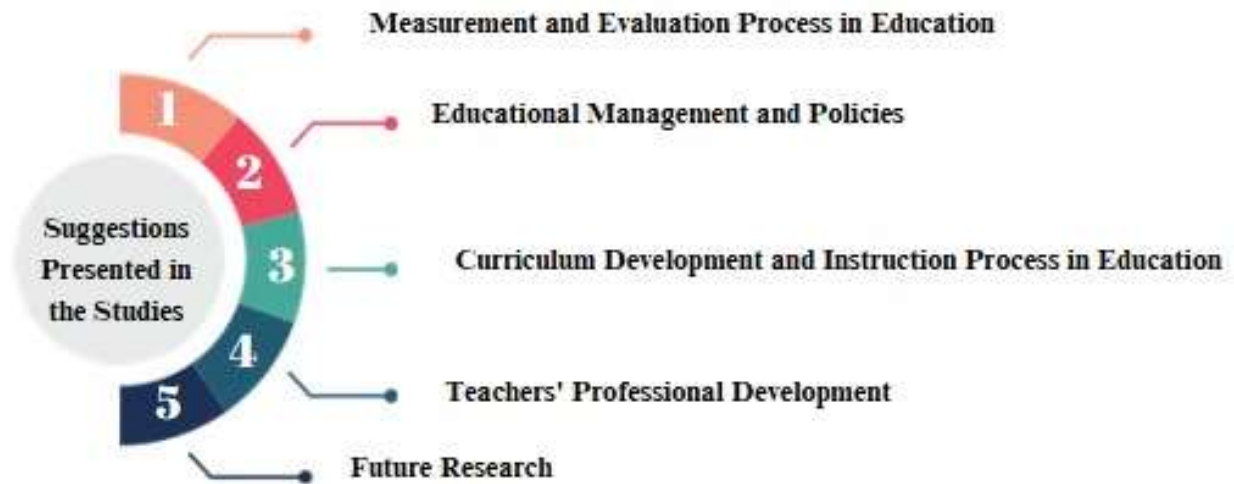 Measurement and Evaluation Process in Education
1
Educational Management and Policies
2
Suggestions
Presented in
the Studies
3
Curriculum Development and Instruction Process in Education
4
Teachers' Professional Development
5
Future Research